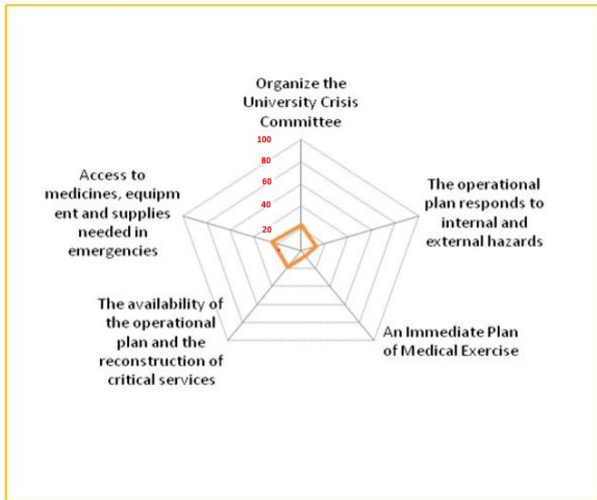 Organize the
University Crisis
Committee
100
80
60
40
20
The operational
plan responds to
internal and
external hazards
An Immediate Plan
of Medical Exercise
The availability of
the operational
plan and the
reconstruction of
critical services
Access to
medicines, equipm
ent and supplies
needed in
emergencies